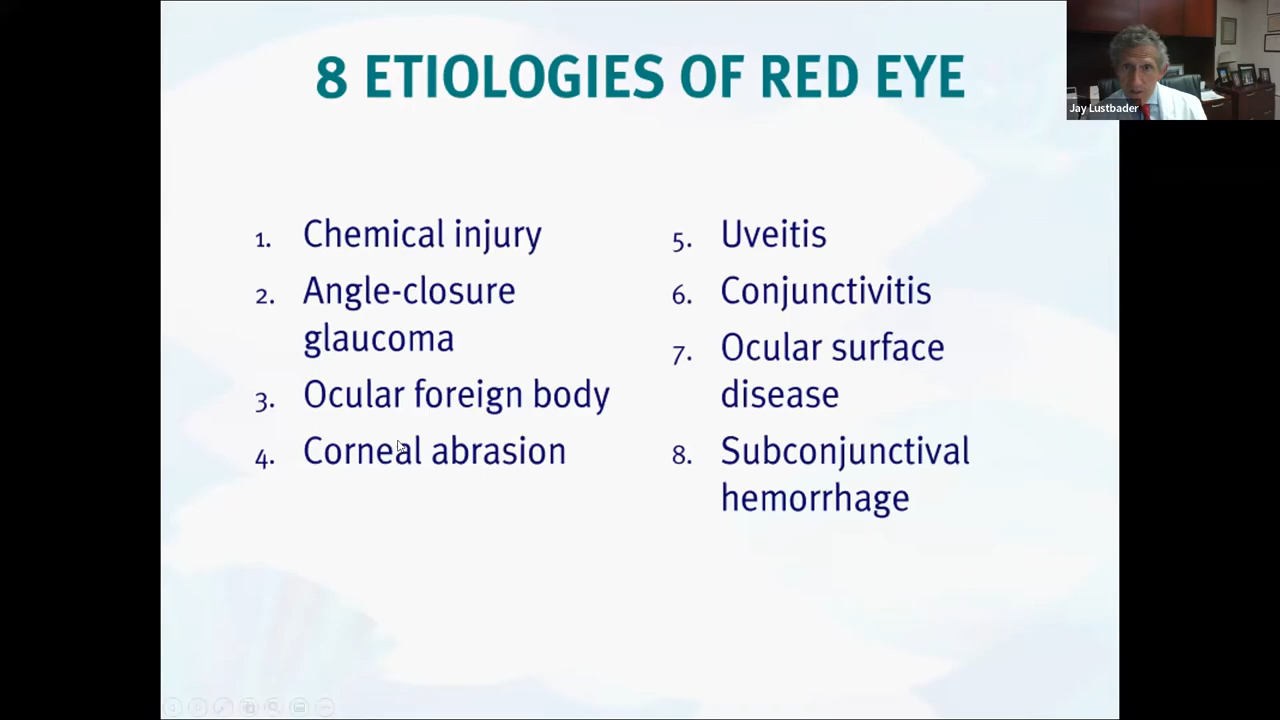 8 ETIOLOGIES OF RED EYE
Jay Lustbader
1. Chemical injury
2. Angle-closure
glaucoma
3. Ocular foreign body
4. Corneal abrasion
5. Uveitis
6. Conjunctivitis
7. Ocular surface
disease
8. Subconjunctival
hemorrhage